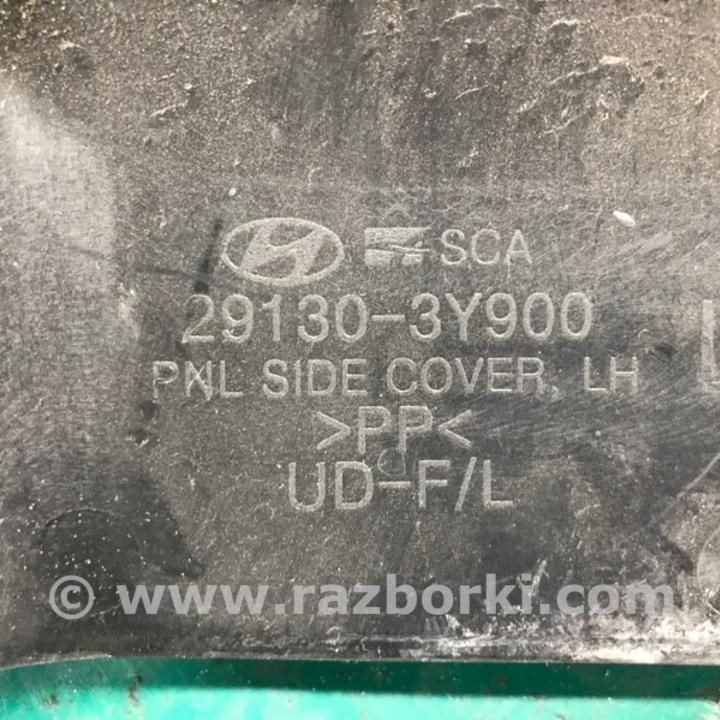 SCA
29130-3Y900
PNL SIDE COVER, LH
>PP<
UD-F/L
© www.razborki.com